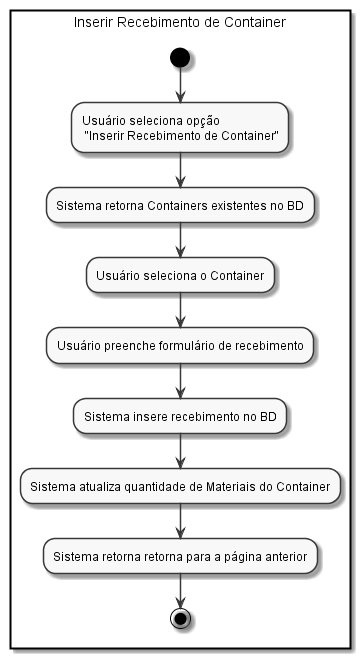 Inserir Recebimento de Container
Usuário seleciona opção
"Inserir Recebimento de Container"
Sistema retorna Containers existentes no BD
Usuário seleciona o Container
Usuário preenche formulário de recebimento
Sistema insere recebimento no BD
Sistema atualiza quantidade de Materiais do Container
Sistema retorna retorna para a página anterior